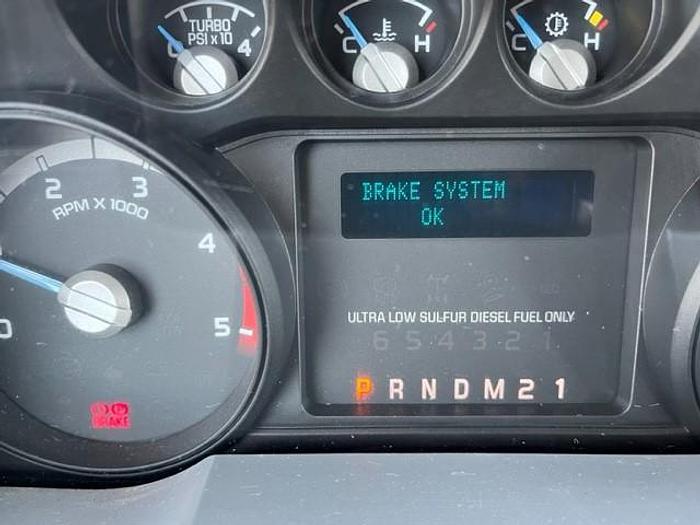 TURBO
PSI x 10
0 4
C H
C H
2 3
RPM X 1000
4
0 5
BRAKE
BRAKE SYSTEM
OK
ULTRA LOW SULFUR DIESEL FUEL ONLY
6 5 4 3 2 1
P R N D M 2 1